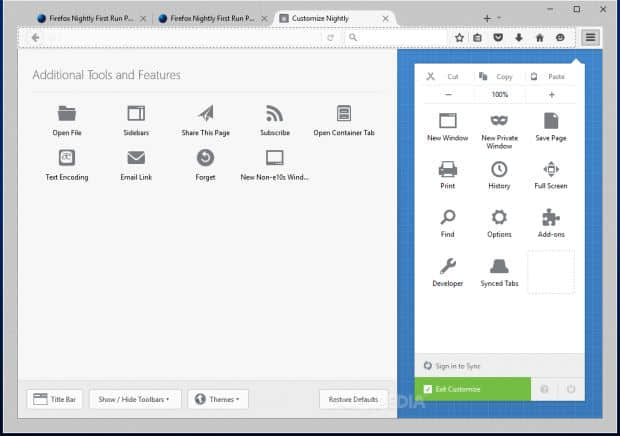 Firefox Nightly First Run P...
Firefox Nightly First Run P...
Customize Nightly
Additional Tools and Features
Open File
Sidebars
Share This Page
Subscribe
Open Container Tab
Text Encoding
Email Link
Forget
New Non-e10s Wind...
Cut
Copy
Paste
100%
New Window
New Private
Window
Save Page
Print
History
Full Screen
Find
Options
Add-ons
Developer
Synced Tabs
Sign in to Sync
Exit Customize
Title Bar
Show / Hide Toolbars
Themes
Restore Defaults